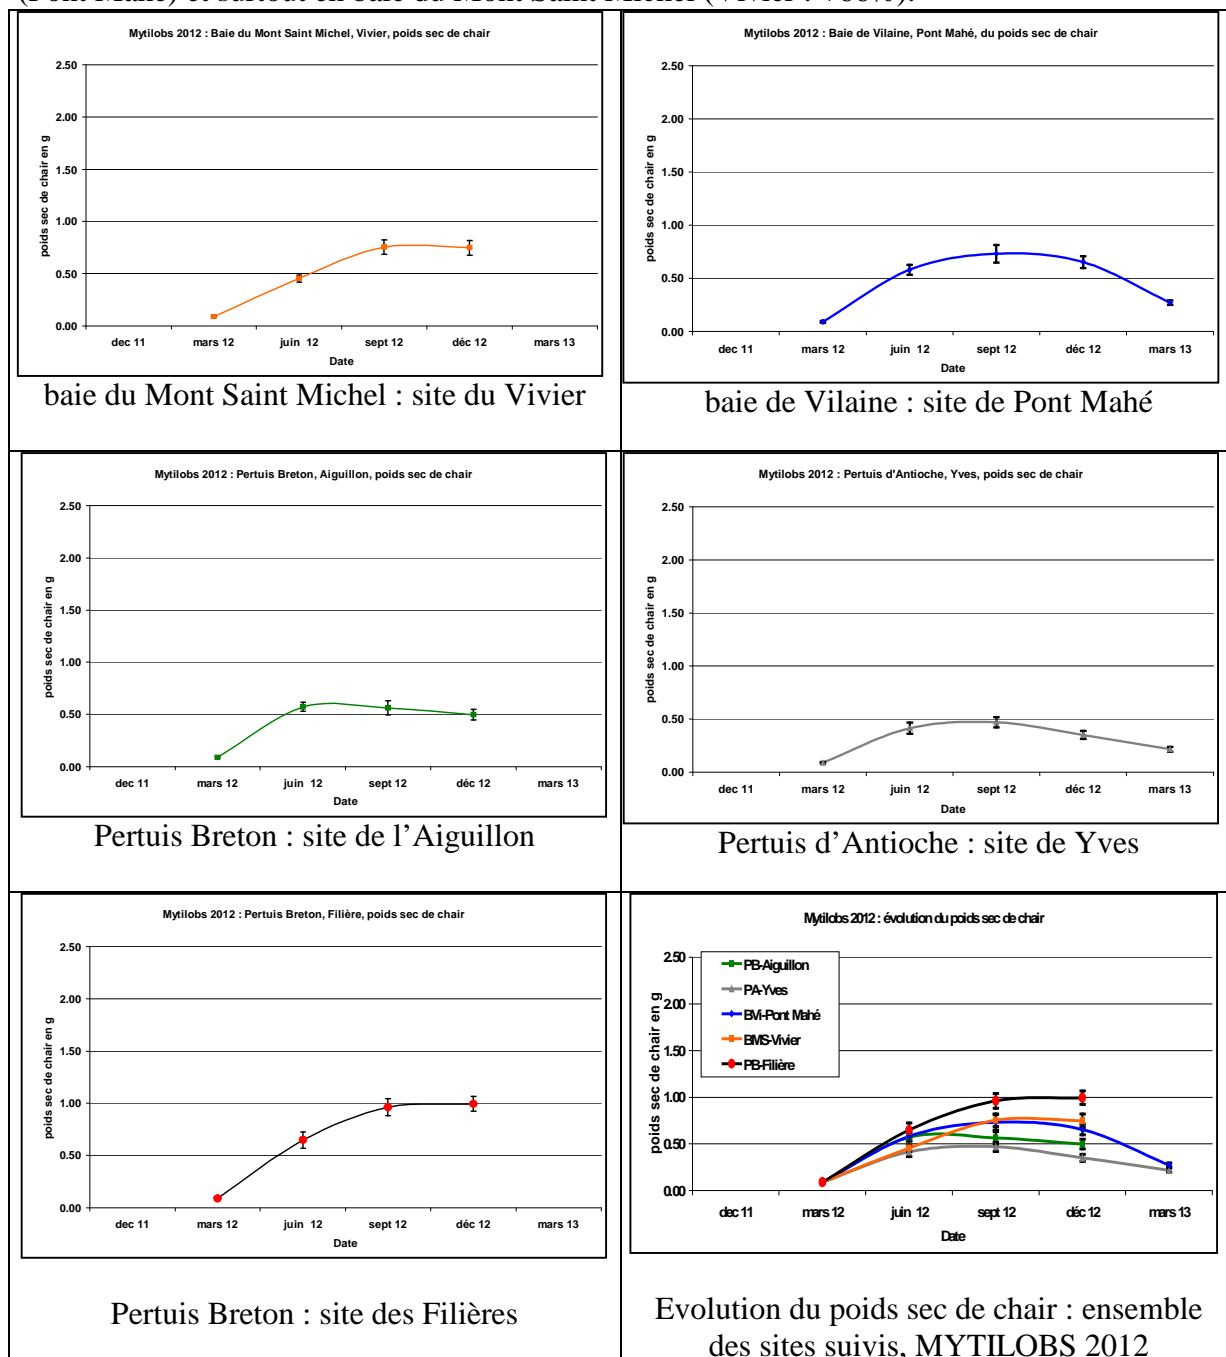 (Pont Mahé) et surtout en baie du Mont Saint Michel (Vivier : 738%).
Mytilobs 2012 : Baie du Mont Saint Michel, Vivier, poids sec de chair
poids sec de chair en g
2.50
2.00
1.50
1.00
0.50
0.00
dec 11 mars 12 juin 12 sept 12 déc 12 mars 13
Date
baie du Mont Saint Michel : site du Vivier
Mytilobs 2012 : Baie de Vilaine, Pont Mahé, du poids sec de chair
poids sec de chair en g
2.50
2.00
1.50
1.00
0.50
0.00
dec 11 mars 12 juin 12 sept 12 déc 12 mars 13
Date
baie de Vilaine : site de Pont Mahé
Mytilobs 2012 : Pertuis Breton, Aiguillon, poids sec de chair
poids sec de chair en g
2.50
2.00
1.50
1.00
0.50
0.00
dec 11 mars 12 juin 12 sept 12 déc 12 mars 13
Date
Pertuis Breton : site de l’Aiguillon
Mytilobs 2012 : Pertuis d'Antioche, Yves, poids sec de chair
poids sec de chair en g
2.50
2.00
1.50
1.00
0.50
0.00
dec 11 mars 12 juin 12 sept 12 déc 12 mars 13
Date
Pertuis d’Antioche : site de Yves
Mytilobs 2012 : Pertuis Breton, Filière, poids sec de chair
poids sec de chair en g
2.50
2.00
1.50
1.00
0.50
0.00
dec 11 mars 12 juin 12 sept 12 déc 12 mars 13
Date
Pertuis Breton : site des Filières
Mytilobs 2012 : évolution du poids sec de chair
poids sec de chair en g
2.50
2.00
1.50
1.00
0.50
0.00
PB-Aiguillon
PA-Yves
BVi-Pont Mahé
BMS-Vivier
PB-Filière
dec 11 mars 12 juin 12 sept 12 déc 12 mars 13
Date
Evolution du poids sec de chair : ensemble
des sites suivis, MYTILOBS 2012